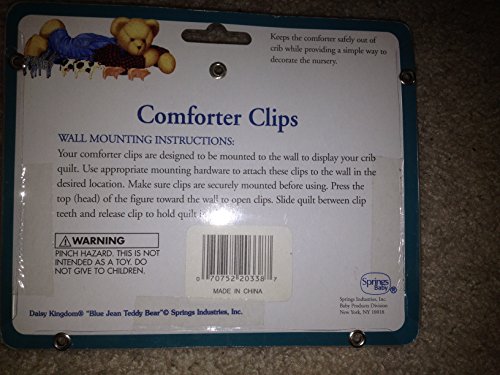 Keeps the comforter safely out of
crib while providing a simple way to
decorate the nursery.
Comforter Clips
WALL MOUNTING INSTRUCTIONS:
Your comforter clips are designed to be mounted to the wall to display your crib
quilt. Use appropriate mounting hardware to attach these clips to the wall in the
desired location. Make sure clips are securely mounted before using. Press the
top (head) of the figure toward the wall to open clips. Slide quilt between clip
teeth and release clip to hold quilt
WARNING
PINCH HAZARD. THIS IS NOT
INTENDED AS A TOY. DO
NOT GIVE TO CHILDREN.
0 70752 20338 7
MADE IN CHINA
Springs
Baby
Springs Industries, Inc.
Baby Products Division
New York, NY 10018
Daisy Kingdom® "Blue Jean Teddy Bear"© Springs Industries, Inc.